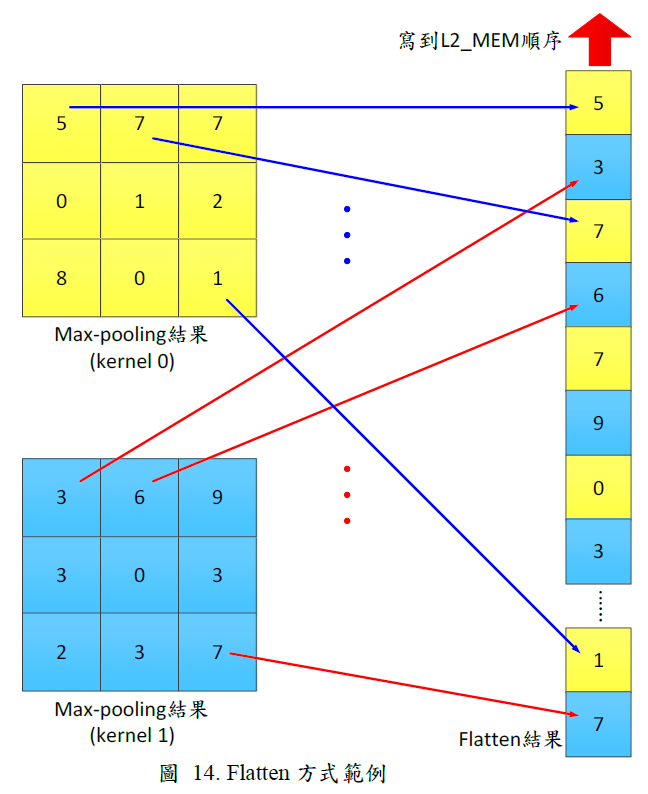 寫到L2_MEM順序
5 7 7
0 1 2
8 0 1
Max-pooling結果
(kernel 0)
3 6 9
3 0 3
2 3 7
Max-pooling結果
(kernel 1)
5
3
7
6
7
9
0
3
1
7
Flatten結果
圖 14. Flatten 方式範例